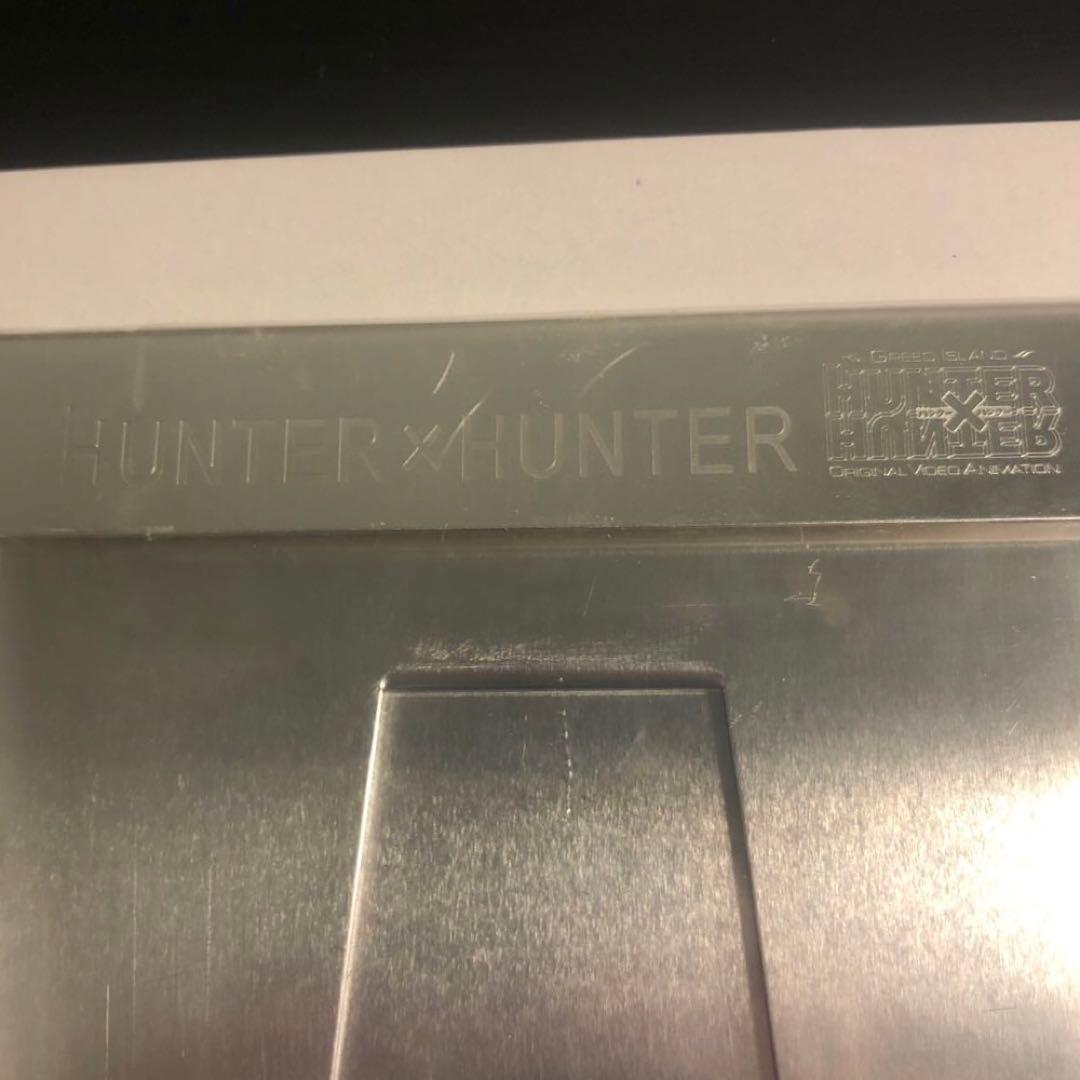 HUNTER×HUNTER
GREED ISLAND
HUNTER
×
HUNTER
ORIGINAL VIDEO ANIMATION